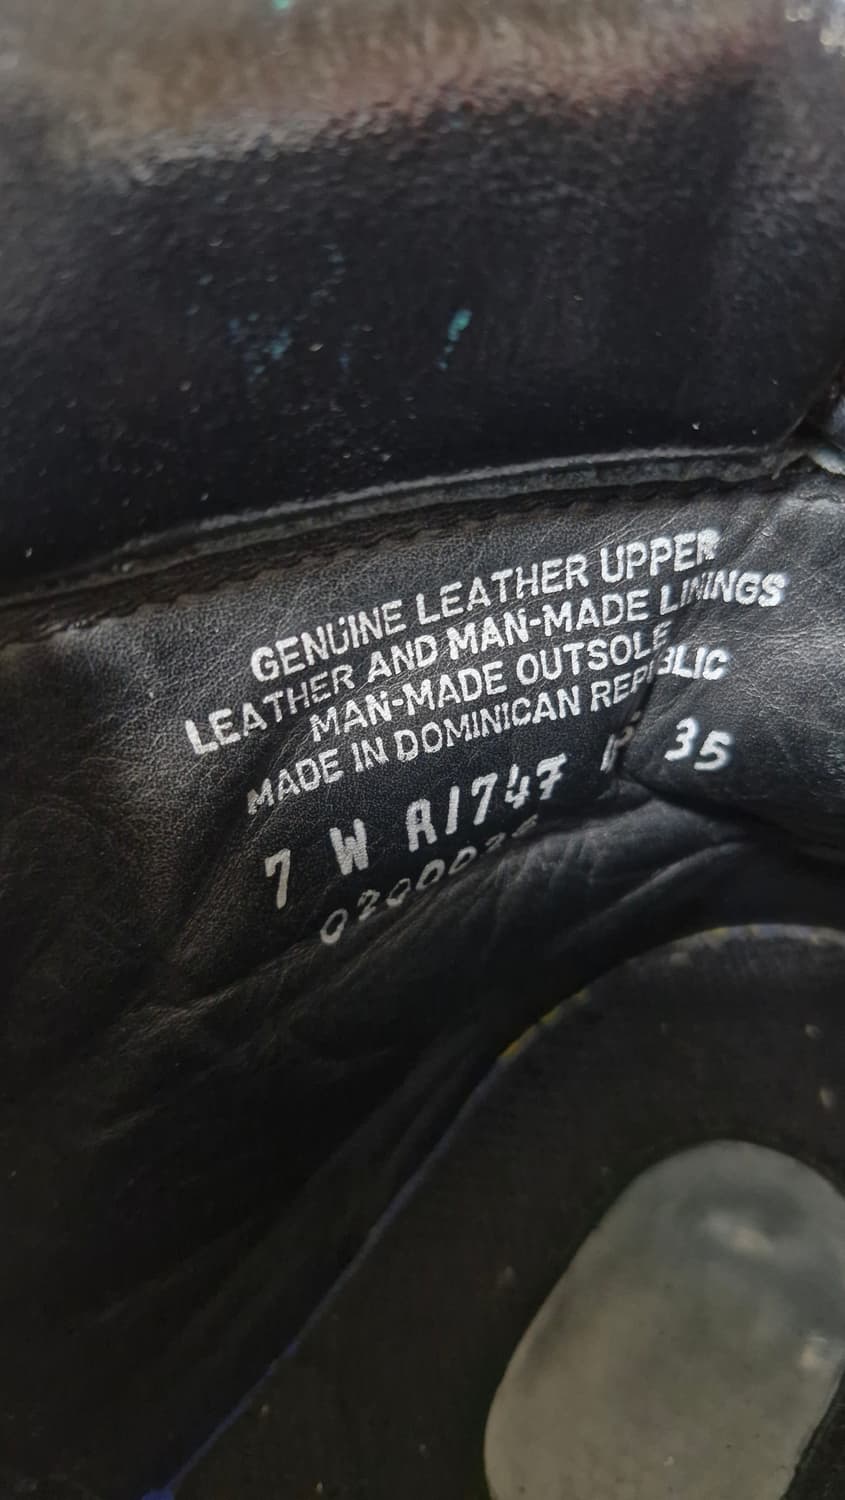 GENUINE LEATHER UPPER
LEATHER AND MAN-MADE LININGS
MAN-MADE OUTSOLE
MADE IN DOMINICAN REPUBLIC
7 W A1747 35